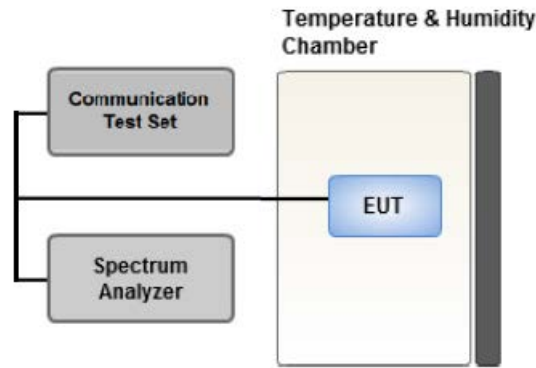 Temperature & Humidity
Chamber
Communication
Test Set
EUT
Spectrum
Analyzer